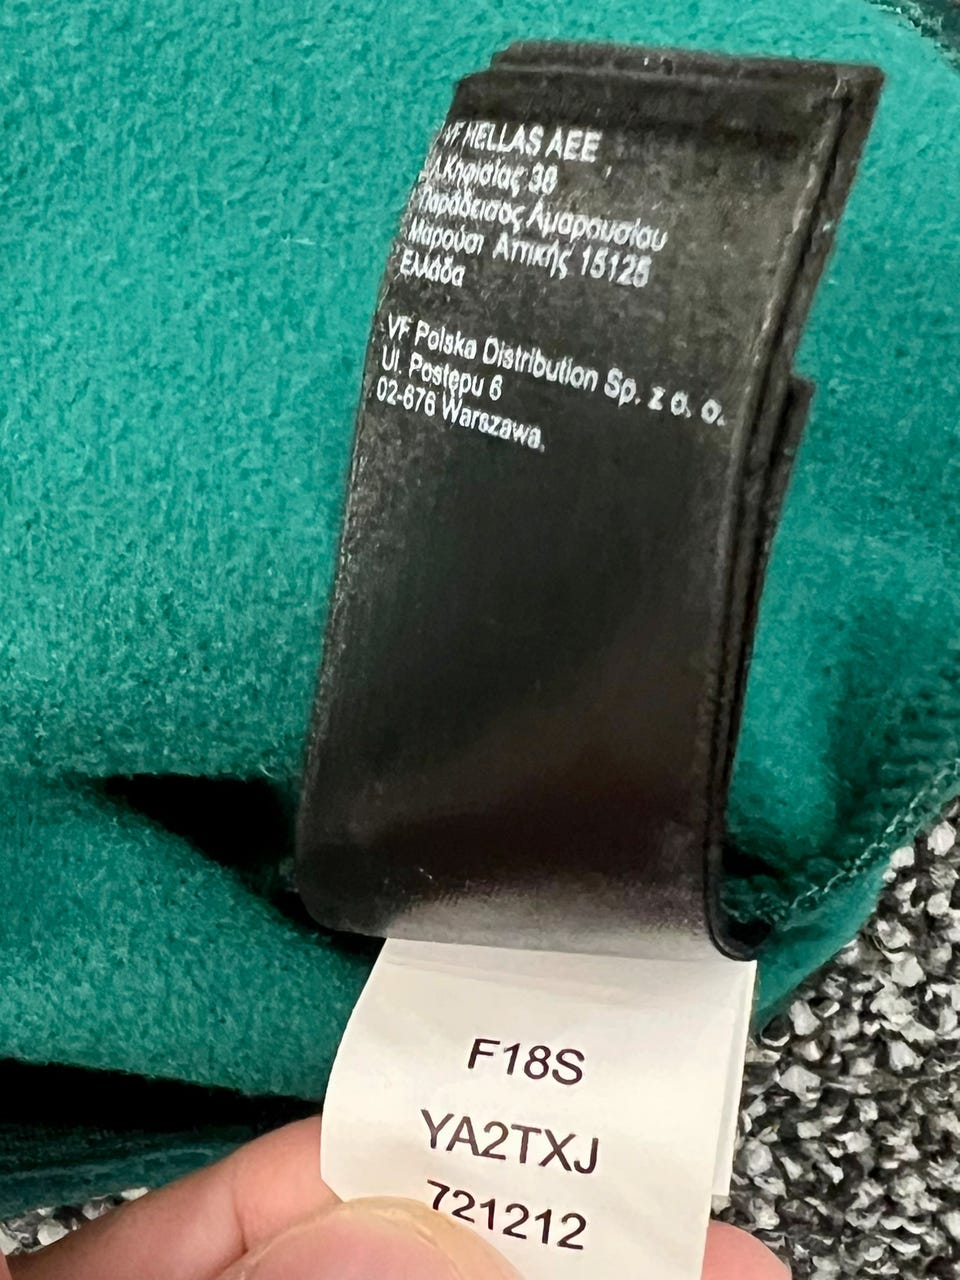 VF HELLAS AEE
Λ.Κηφισίας 38
Παράδεισος Αμαρουσίου
Μαρούσι Αττικής 15125
Ελλάδα
VF Polska Distribution Sp. z o. o.
Ul. Postępu 6
02-676 Warszawa.
F18S
YA2TXJ
721212